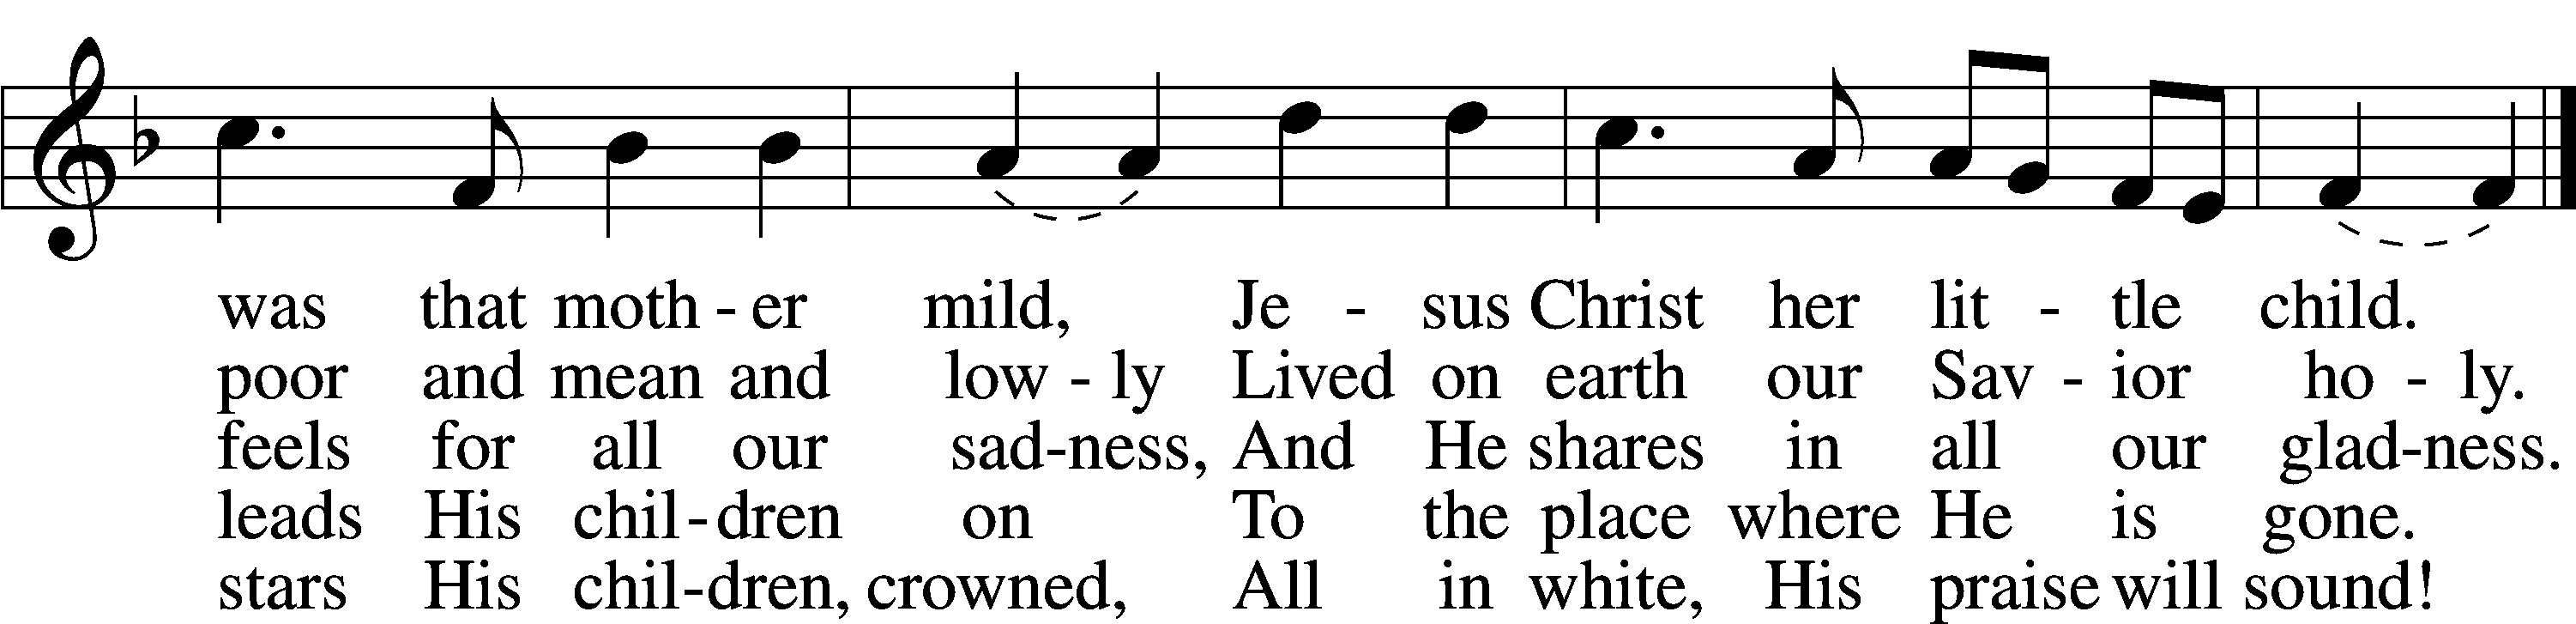 was that moth - er mild, Je - sus Christ her lit - tle child.
poor and mean and low - ly Lived on earth our Sav - ior ho - ly.
feels for all our sad-ness, And He shares in all our glad-ness.
leads His chil-dren on To the place where He is gone.
stars His chil-dren, crowned, All in white, His praise will sound!